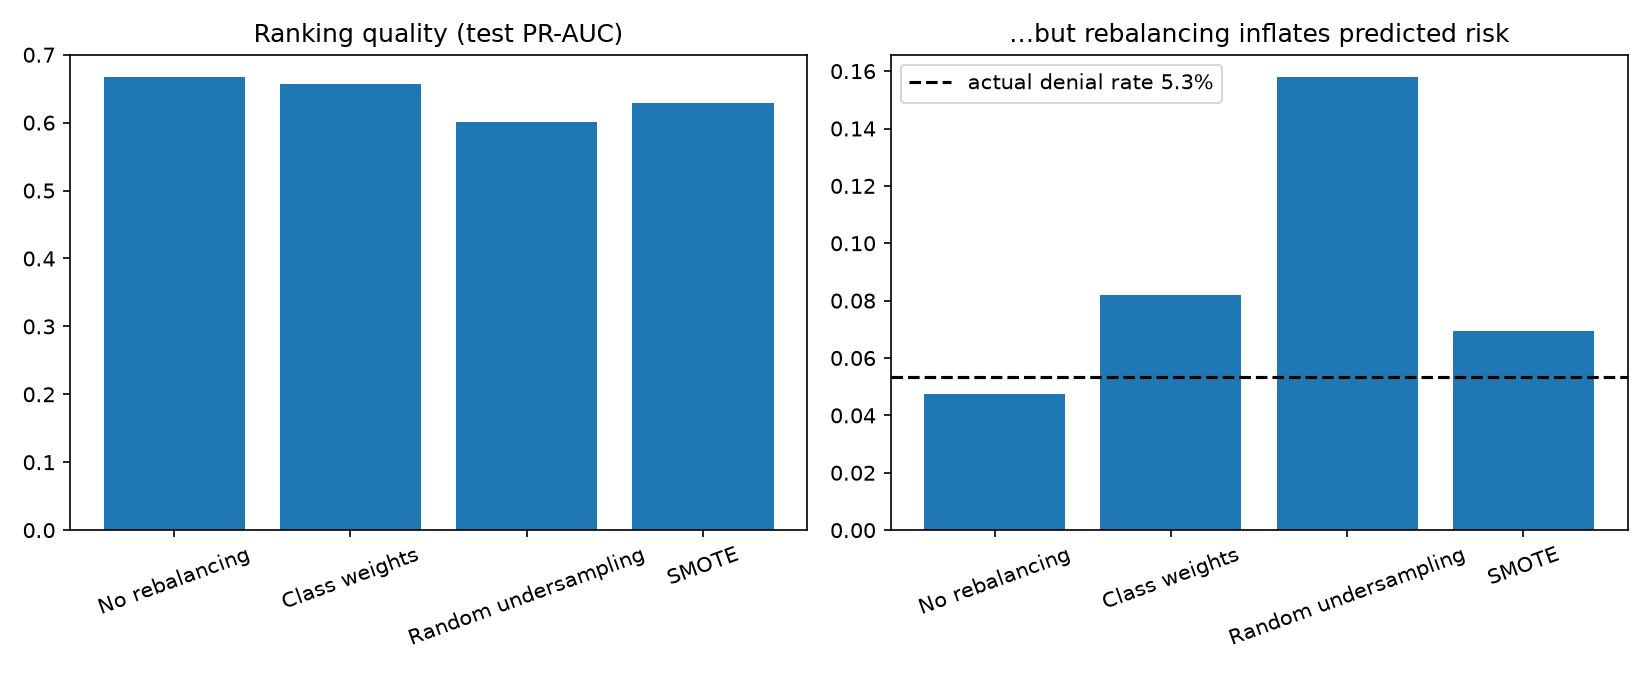 Ranking quality (test PR-AUC)
0.7
0.6
0.5
0.4
0.3
0.2
0.1
0.0
No rebalancing
Class weights
Random undersampling
SMOTE
...but rebalancing inflates predicted risk
actual denial rate 5.3%
0.16
0.14
0.12
0.10
0.08
0.06
0.04
0.02
0.00
No rebalancing
Class weights
Random undersampling
SMOTE